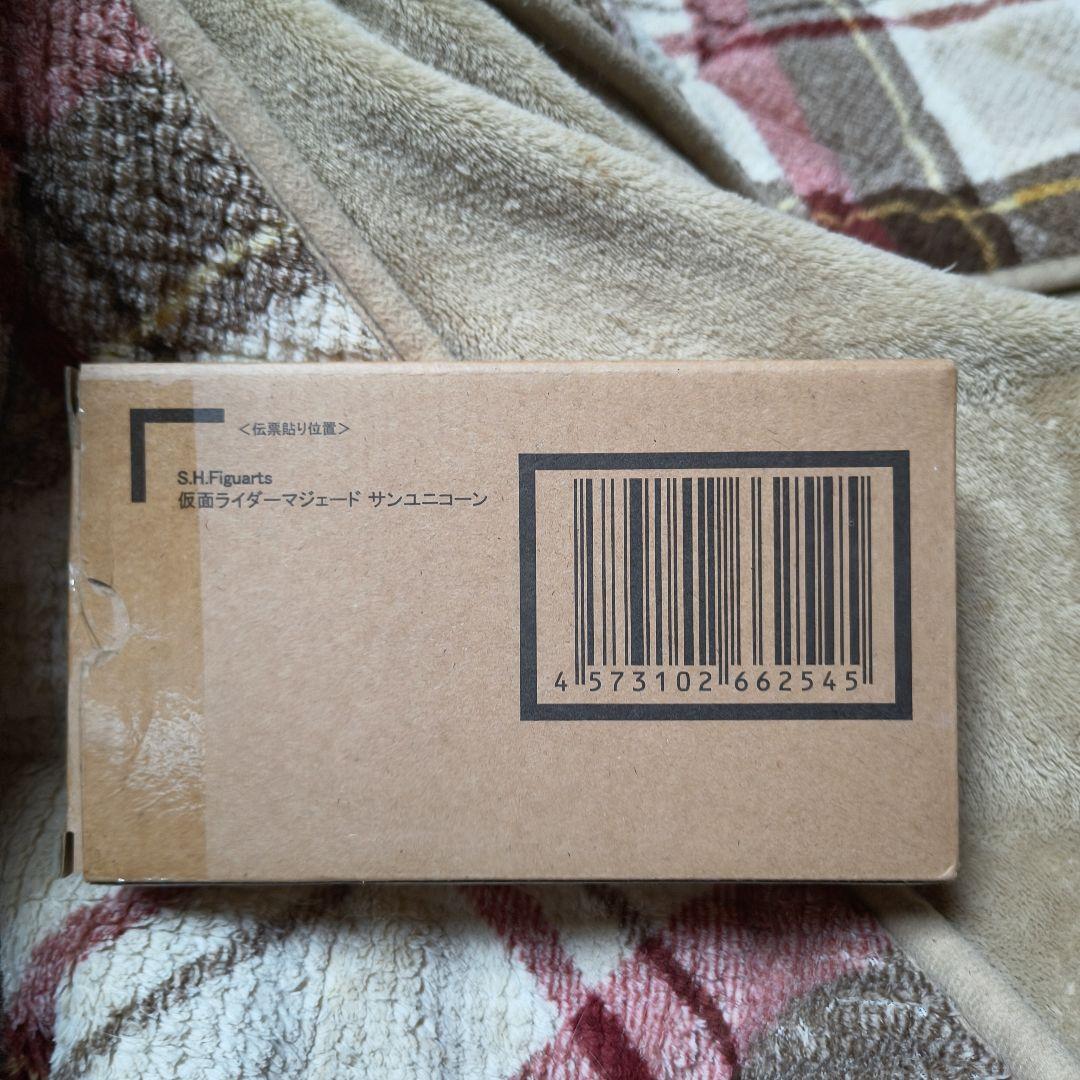 <伝票貼り位置>
S.H.Figuarts
仮面ライダーマジェード サンユニコーン
4 573102 662545